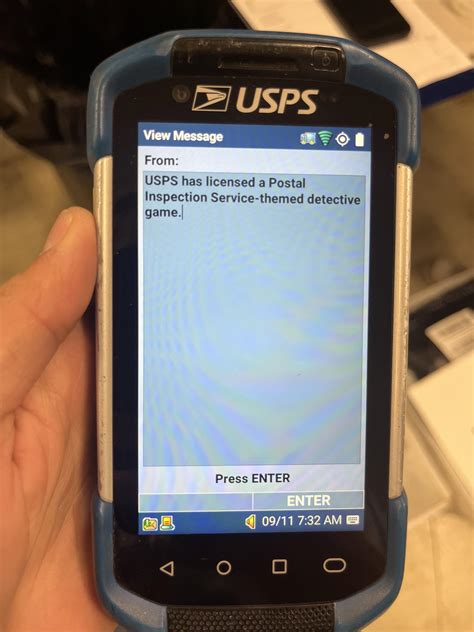 USPS
View Message
From:
USPS has licensed a Postal
Inspection Service-themed detective
game.
Press ENTER
ENTER
09/11 7:32 AM